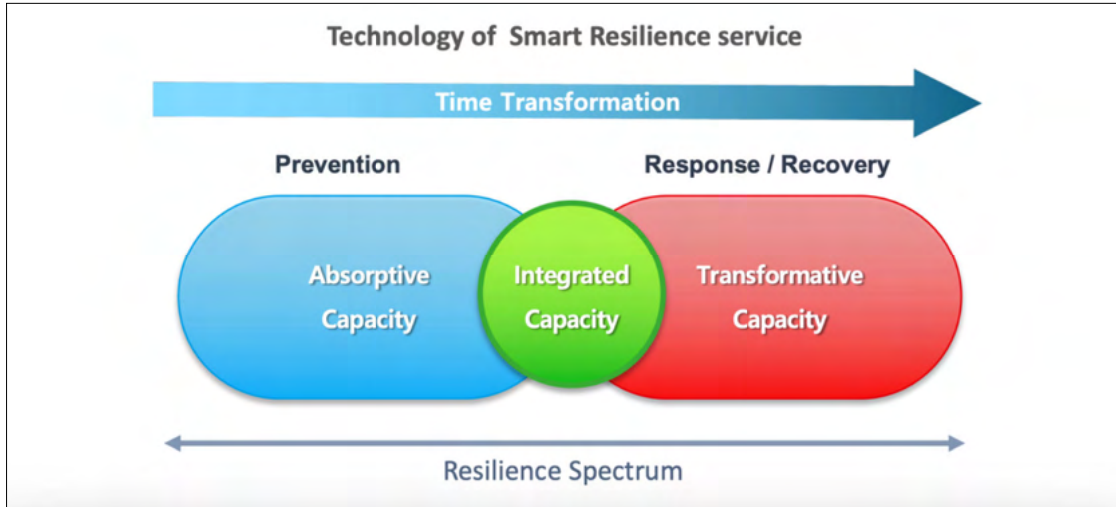 Technology of Smart Resilience service
Time Transformation
Prevention
Response / Recovery
Absorptive
Capacity
Integrated
Capacity
Transformative
Capacity
Resilience Spectrum